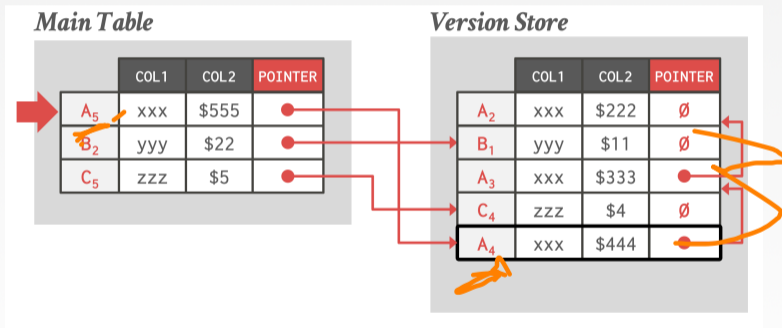 Main Table
COL1 COL2 POINTER
A5 xxx $555
B2 yyy $22
C5 zzz $5
Version Store
COL1 COL2 POINTER
A2 xxx $222 Ø
B1 yyy $11 Ø
A3 xxx $333
C4 zzz $4 Ø
A4 xxx $444